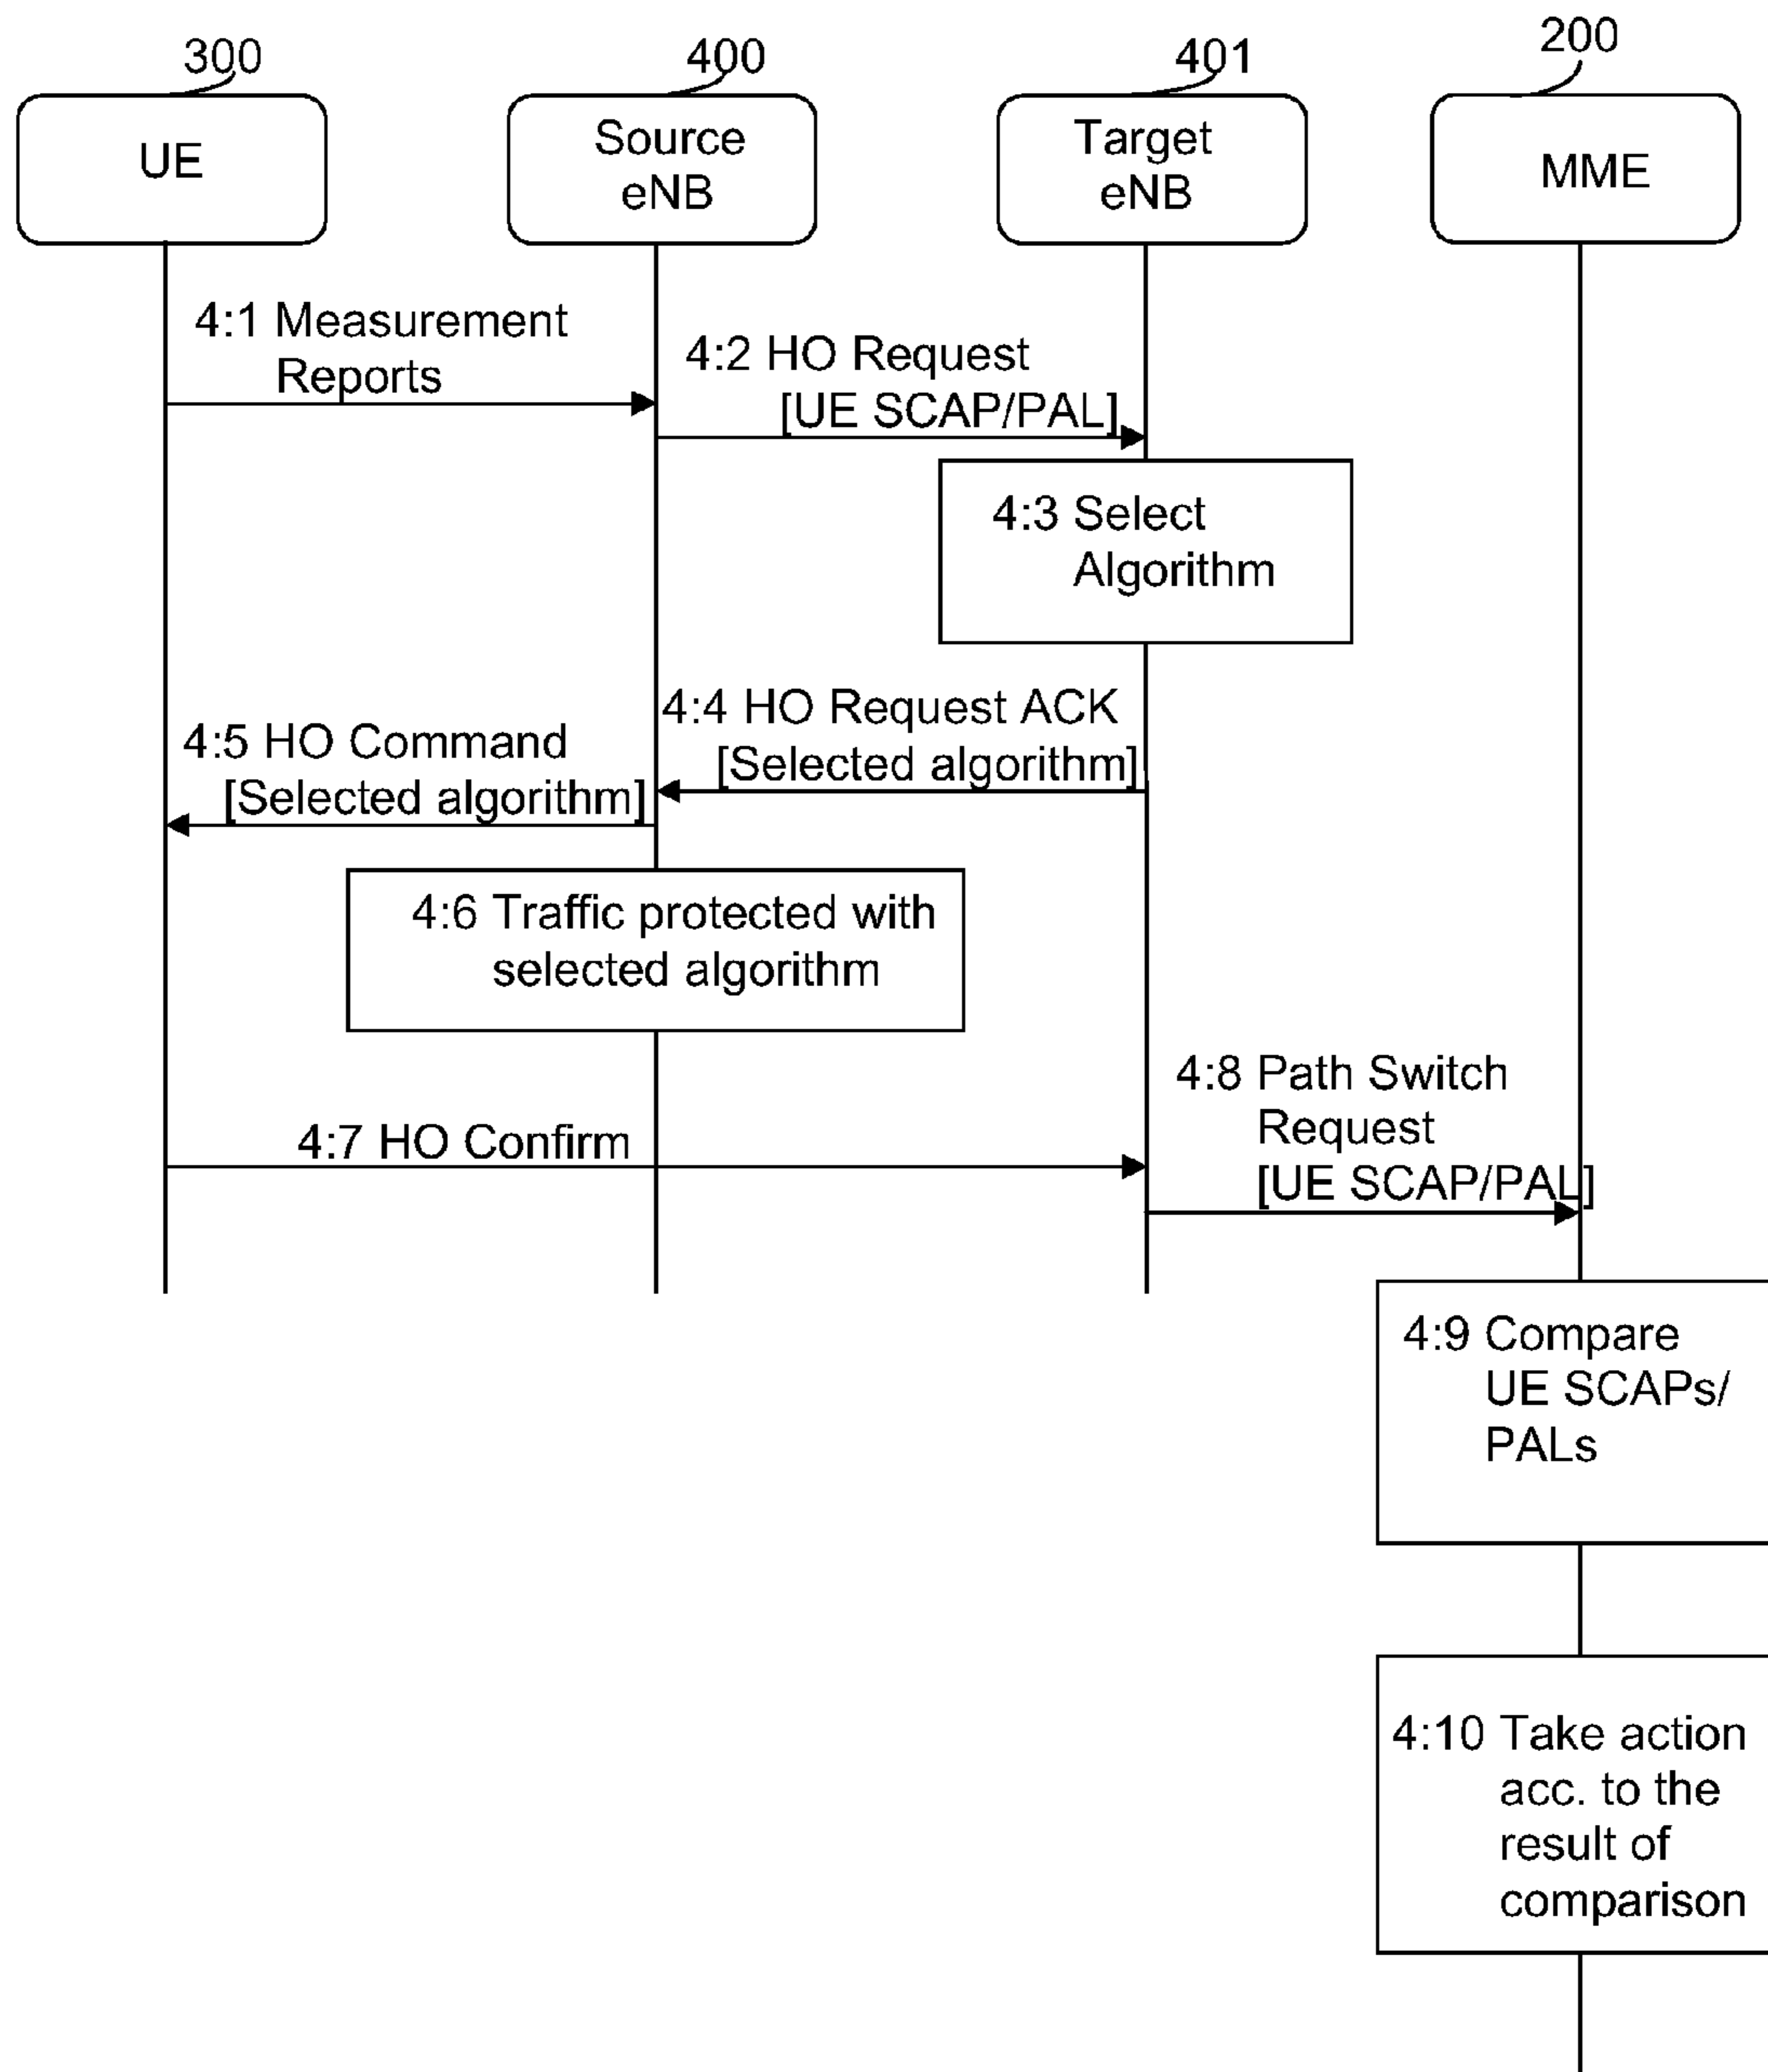 300
400
401
200
UE
Source
eNB
Target
eNB
MME
4:1 Measurement
Reports
4:2 HO Request
[UE SCAP/PAL]
4:3 Select
Algorithm
4:4 HO Request ACK
[Selected algorithm]
4:5 HO Command
[Selected algorithm]
4:6 Traffic protected with
selected algorithm
4:7 HO Confirm
4:8 Path Switch
Request
[UE SCAP/PAL]
4:9 Compare
UE SCAPs/
PALs
4:10 Take action
acc. to the
result of
comparison